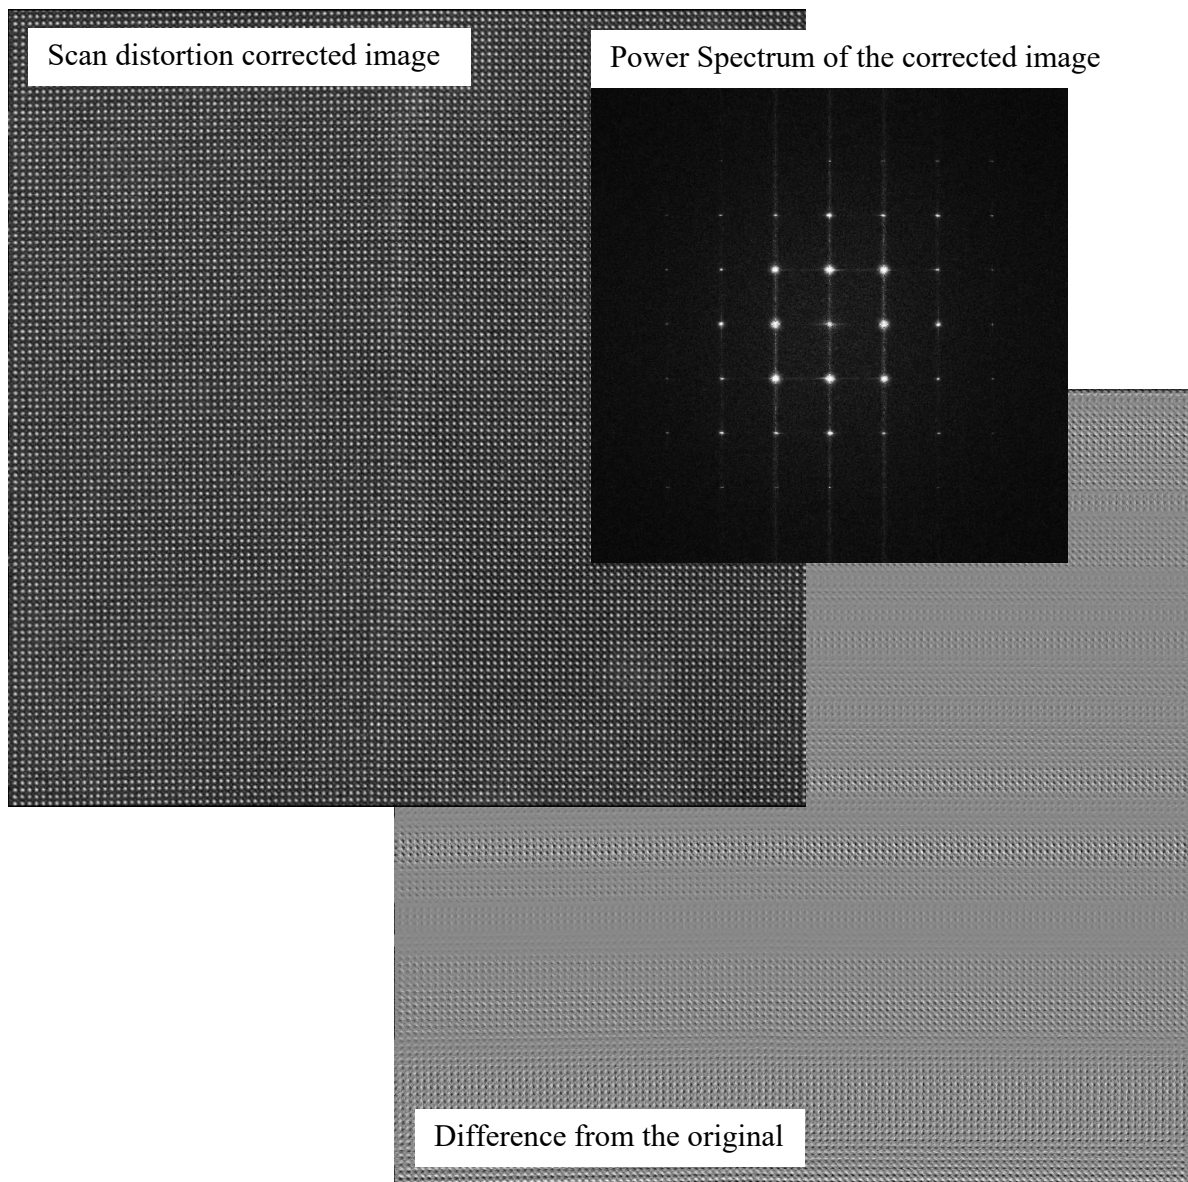 Scan distortion corrected image
Power Spectrum of the corrected image
Difference from the original